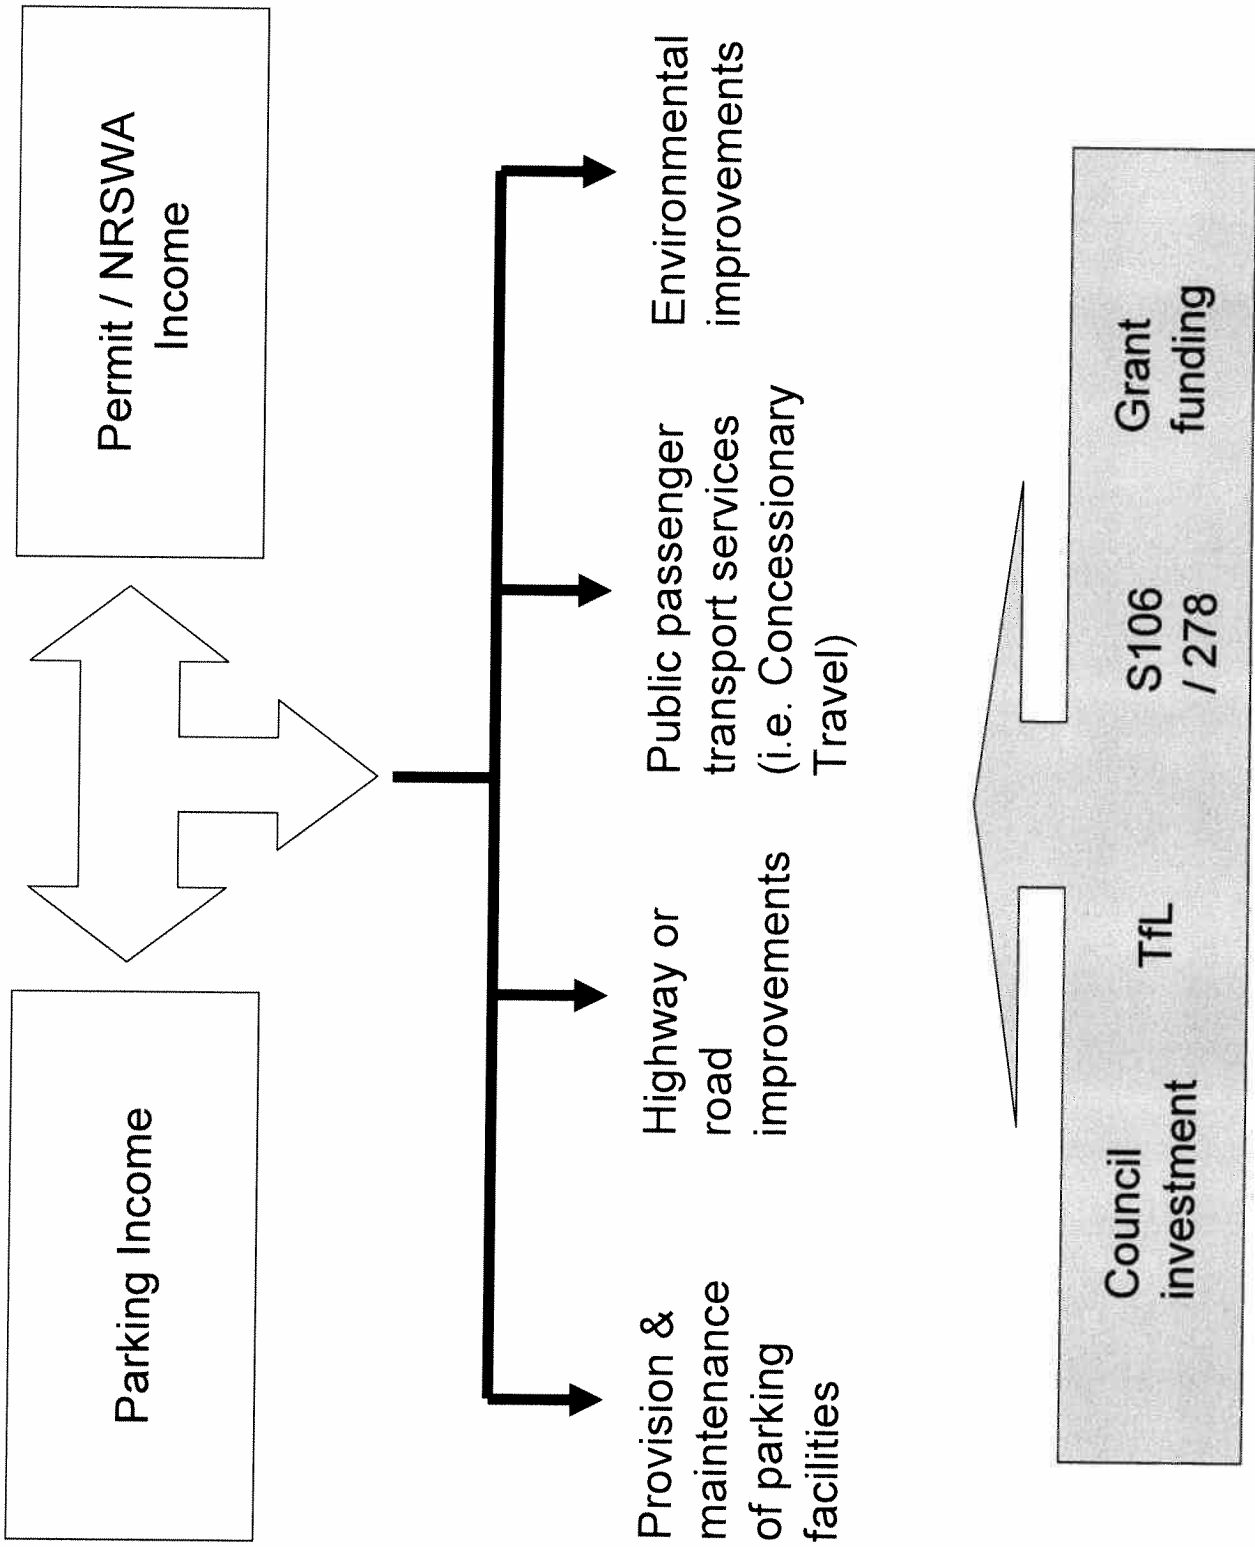 Parking Income
Permit / NRSWA
Income
Provision &
maintenance
of parking
facilities
Highway or
road
improvements
Public passenger
transport services
(i.e. Concessionary
Travel)
Environmental
improvements
Council
investment
TfL
S106
/ 278
Grant
funding